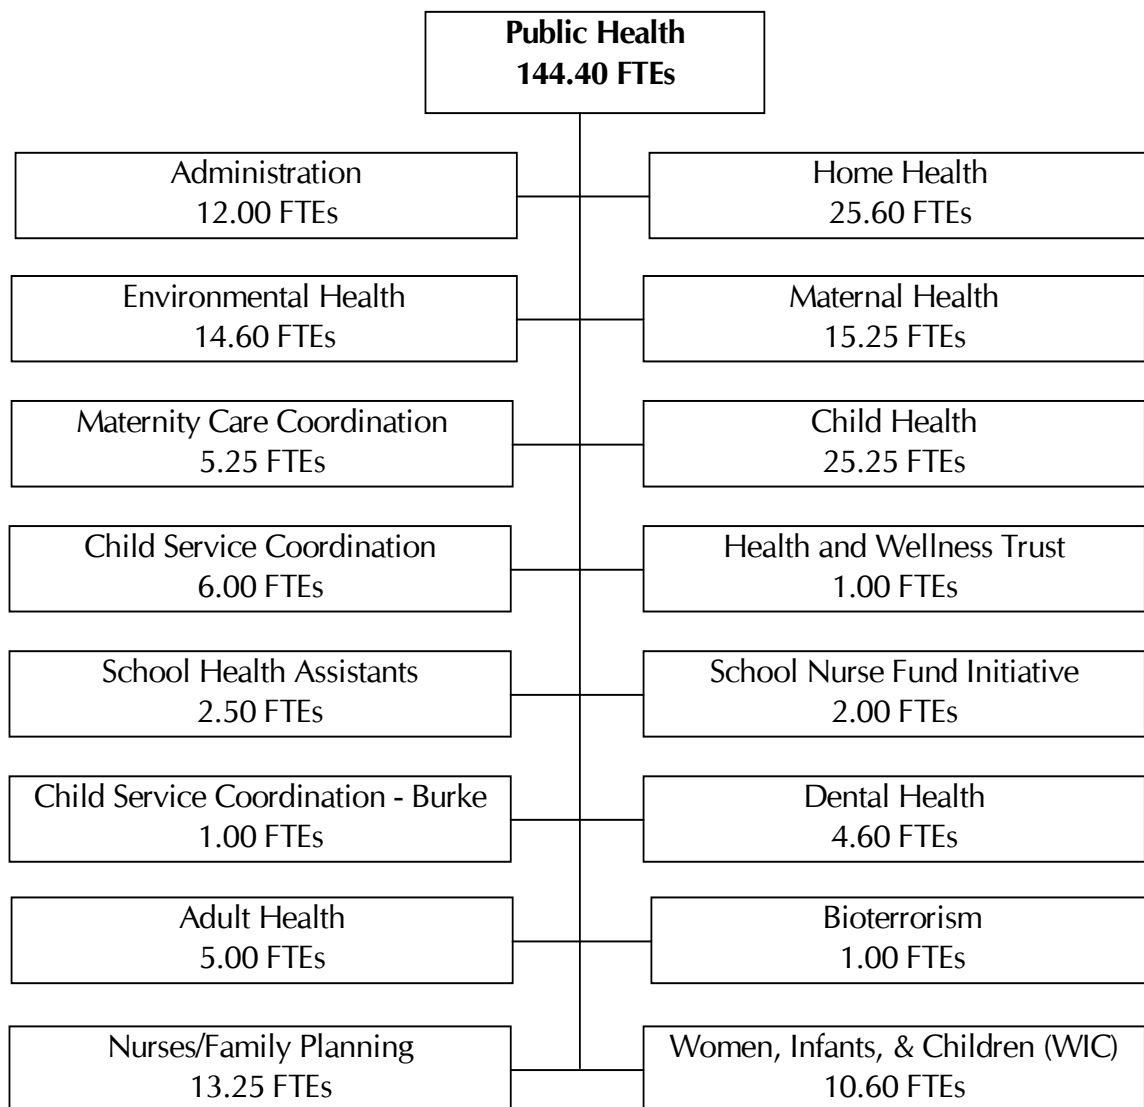 Public Health
144.40 FTEs
Administration
12.00 FTEs
Home Health
25.60 FTEs
Environmental Health
14.60 FTEs
Maternal Health
15.25 FTEs
Maternity Care Coordination
5.25 FTEs
Child Health
25.25 FTEs
Child Service Coordination
6.00 FTEs
Health and Wellness Trust
1.00 FTEs
School Health Assistants
2.50 FTEs
School Nurse Fund Initiative
2.00 FTEs
Child Service Coordination - Burke
1.00 FTEs
Dental Health
4.60 FTEs
Adult Health
5.00 FTEs
Bioterrorism
1.00 FTEs
Nurses/Family Planning
13.25 FTEs
Women, Infants, & Children (WIC)
10.60 FTEs